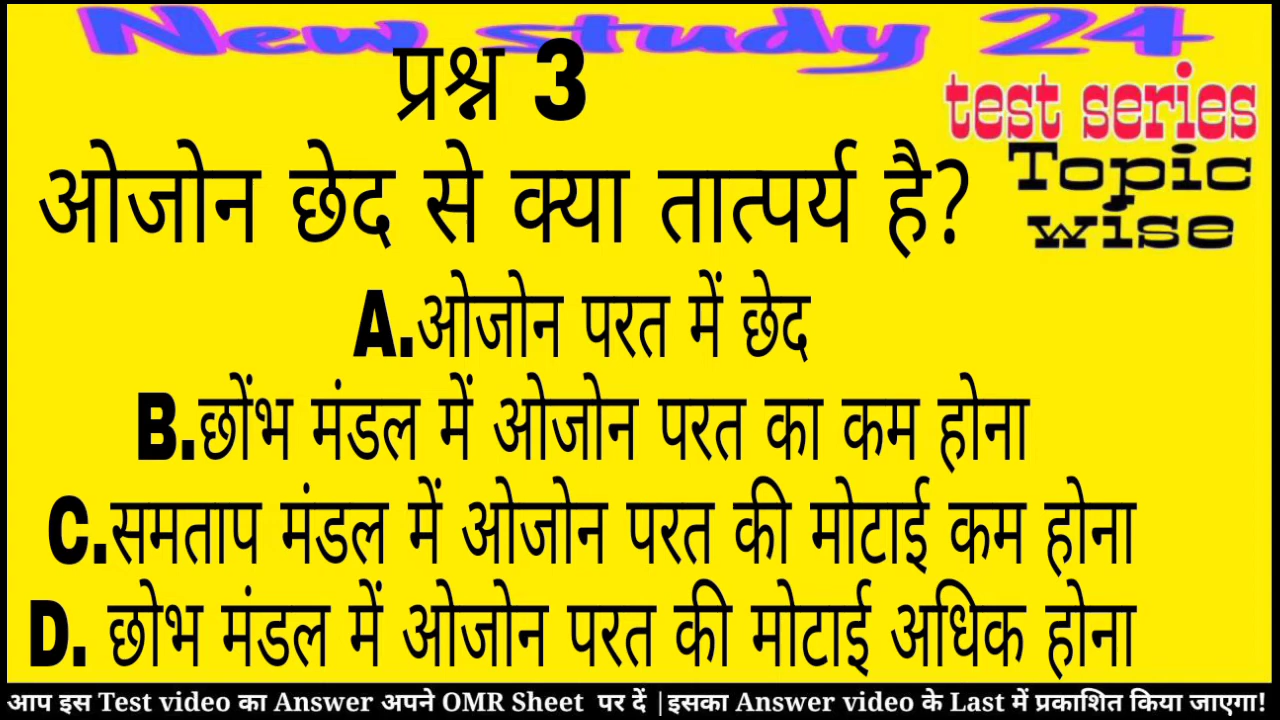 New study 24
प्रश्न 3
test series
Topic
wise
ओजोन छेद से क्या तात्पर्य है?
A.ओजोन परत में छेद
B.छोंभ मंडल में ओजोन परत का कम होना
C.समताप मंडल में ओजोन परत की मोटाई कम होना
D. छोभ मंडल में ओजोन परत की मोटाई अधिक होना
आप इस Test video का Answer अपने OMR Sheet पर दें |इसका Answer video के Last में प्रकाशित किया जाएगा!